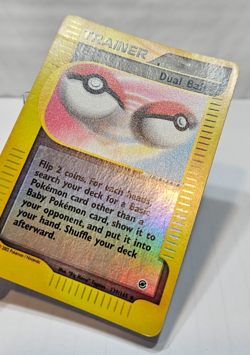 TRAINER
Dual Ball
Flip 2 coins. For each heads,
search your deck for a Basic
Pokémon card other than a
Baby Pokémon card, show it to
your opponent, and put it into
your hand. Shuffle your deck
afterward.